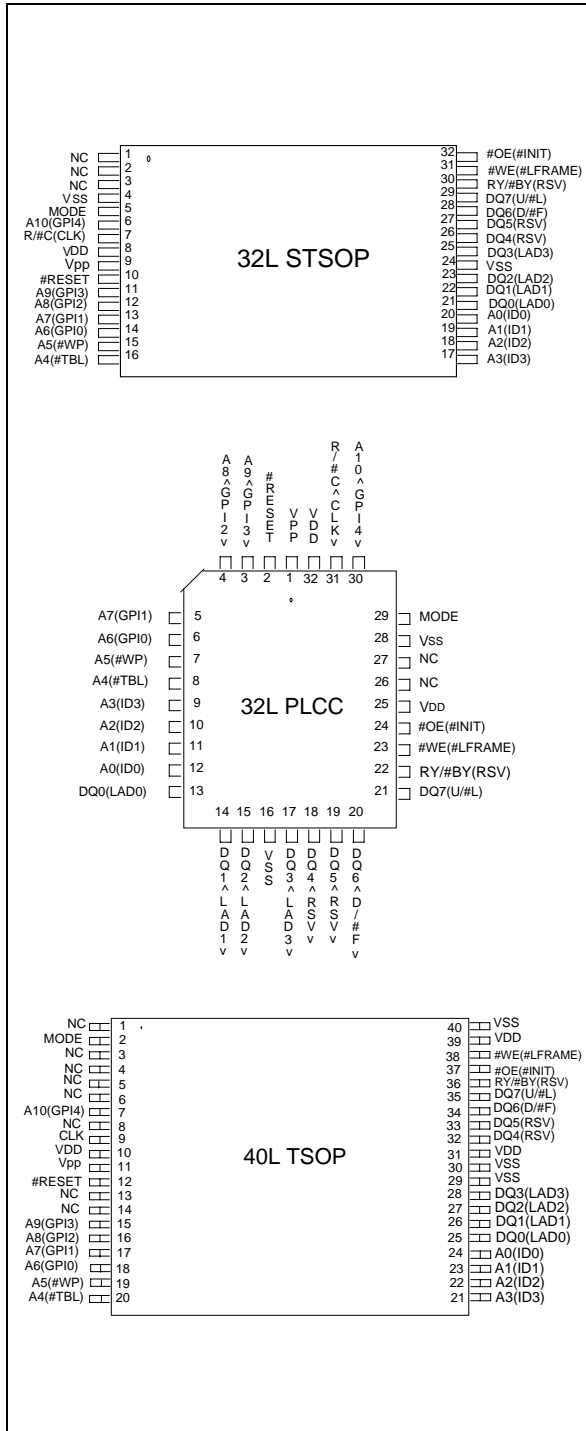 NC 1
NC 2
NC 3
VSS 4
MODE 5
A10(GPI4) 6
R/#C(CLK) 7
VDD 8
Vpp 9
#RESET 10
A9(GPI3) 11
A8(GPI2) 12
A7(GPI1) 13
A6(GPI0) 14
A5(#WP) 15
A4(#TBL) 16
32L STSOP
32 #OE(#INIT)
31 #WE(#LFRAME)
30 RY/#BY(RSV)
29 DQ7(U/#L)
28 DQ6(D/#F)
27 DQ5(RSV)
26 DQ4(RSV)
25 DQ3(LAD3)
24 VSS
23 DQ2(LAD2)
22 DQ1(LAD1)
21 DQ0(LAD0)
20 A0(ID0)
19 A1(ID1)
18 A2(ID2)
17 A3(ID3)
A8^GPI2v
A9^GPI3v
#RESET
VPP
VDD
R/#C^CLKv
A10^GPI4v
4 3 2 1 32 31 30
A7(GPI1) 5
A6(GPI0) 6
A5(#WP) 7
A4(#TBL) 8
A3(ID3) 9
A2(ID2) 10
A1(ID1) 11
A0(ID0) 12
DQ0(LAD0) 13
32L PLCC
29 MODE
28 VSS
27 NC
26 NC
25 VDD
24 #OE(#INIT)
23 #WE(#LFRAME)
22 RY/#BY(RSV)
21 DQ7(U/#L)
14 15 16 17 18 19 20
DQ1^LAD1v
DQ2^LAD2v
VSS
DQ3^LAD3v
DQ4^RSVv
DQ5^RSVv
DQ6^D/#Fv
NC 1
MODE 2
NC 3
NC 4
NC 5
NC 6
A10(GPI4) 7
NC 8
CLK 9
VDD 10
Vpp 11
#RESET 12
NC 13
NC 14
A9(GPI3) 15
A8(GPI2) 16
A7(GPI1) 17
A6(GPI0) 18
A5(#WP) 19
A4(#TBL) 20
40L TSOP
40 VSS
39 VDD
38 #WE(#LFRAME)
37 #OE(#INIT)
36 RY/#BY(RSV)
35 DQ7(U/#L)
34 DQ6(D/#F)
33 DQ5(RSV)
32 DQ4(RSV)
31 VDD
30 VSS
29 VSS
28 DQ3(LAD3)
27 DQ2(LAD2)
26 DQ1(LAD1)
25 DQ0(LAD0)
24 A0(ID0)
23 A1(ID1)
22 A2(ID2)
21 A3(ID3)